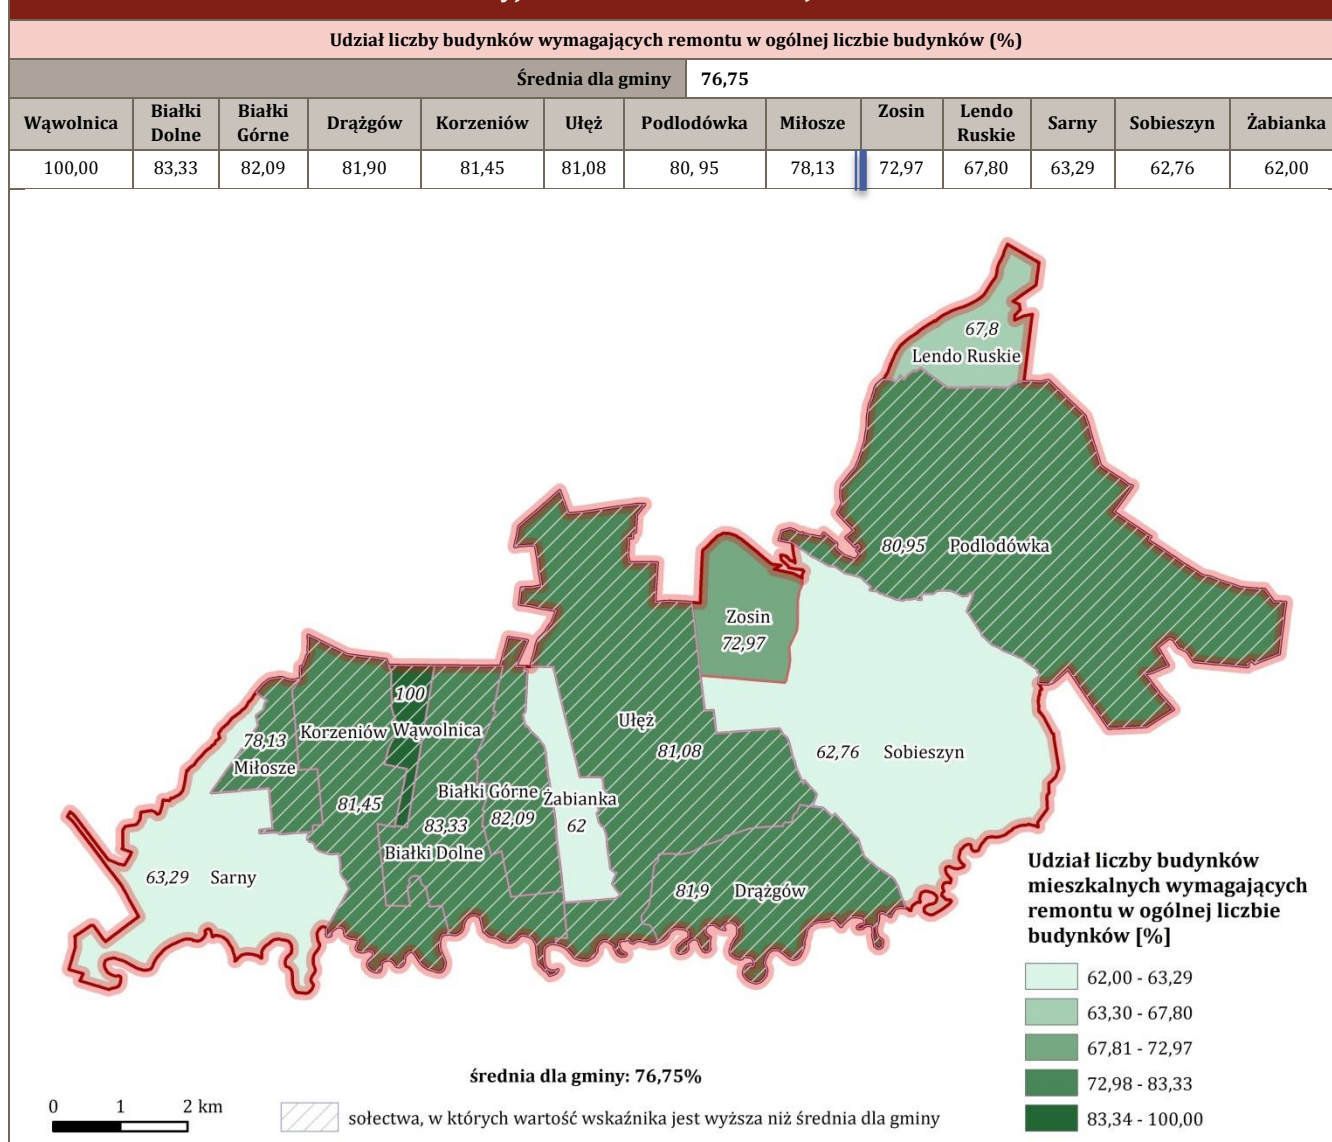 Udział liczby budynków wymagających remontu w ogólnej liczbie budynków (%)
Średnia dla gminy 76,75
Wąwolnica Białki Dolne Białki Górne Drążgów Korzeniów Ułęż Podlodówka Miłosze Zosin Lendo Ruskie Sarny Sobieszyn Żabianka
100,00 83,33 82,09 81,90 81,45 81,08 80, 95 78,13 72,97 67,80 63,29 62,76 62,00
67,8
Lendo Ruskie
80,95 Podlodówka
Zosin
72,97
100
Korzeniów Wąwolnica
Ułęż
78,13
Miłosze
81,08
62,76 Sobieszyn
Białki Górne Żabianka
81,45
82,09
83,33
62
Białki Dolne
63,29 Sarny
81,9 Drążgów
Udział liczby budynków
mieszkalnych wymagających
remontu w ogólnej liczbie
budynków [%]
62,00 - 63,29
63,30 - 67,80
67,81 - 72,97
72,98 - 83,33
83,34 - 100,00
średnia dla gminy: 76,75%
0 1 2 km
sołectwa, w których wartość wskaźnika jest wyższa niż średnia dla gminy